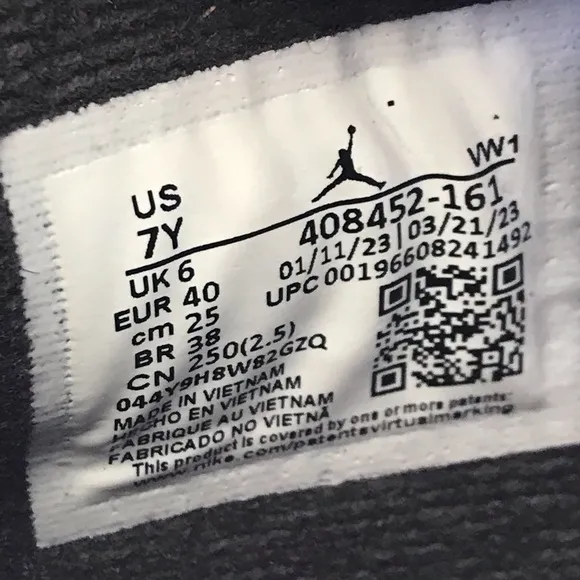 US
7Y
UK 6
EUR 40
cm 25
BR 38
CN 250(2.5)
044Y9H8W82GZQ
MADE IN VIETNAM
HECHO EN VIETNAM
FABRIQUE AU VIETNAM
FABRICADO NO VIETNÃ
This product is covered by one or more patents:
www.nike.com/patentsvirtualmarking
VW1
408452-161
01/11/23|03/21/23
UPC 00196608241492